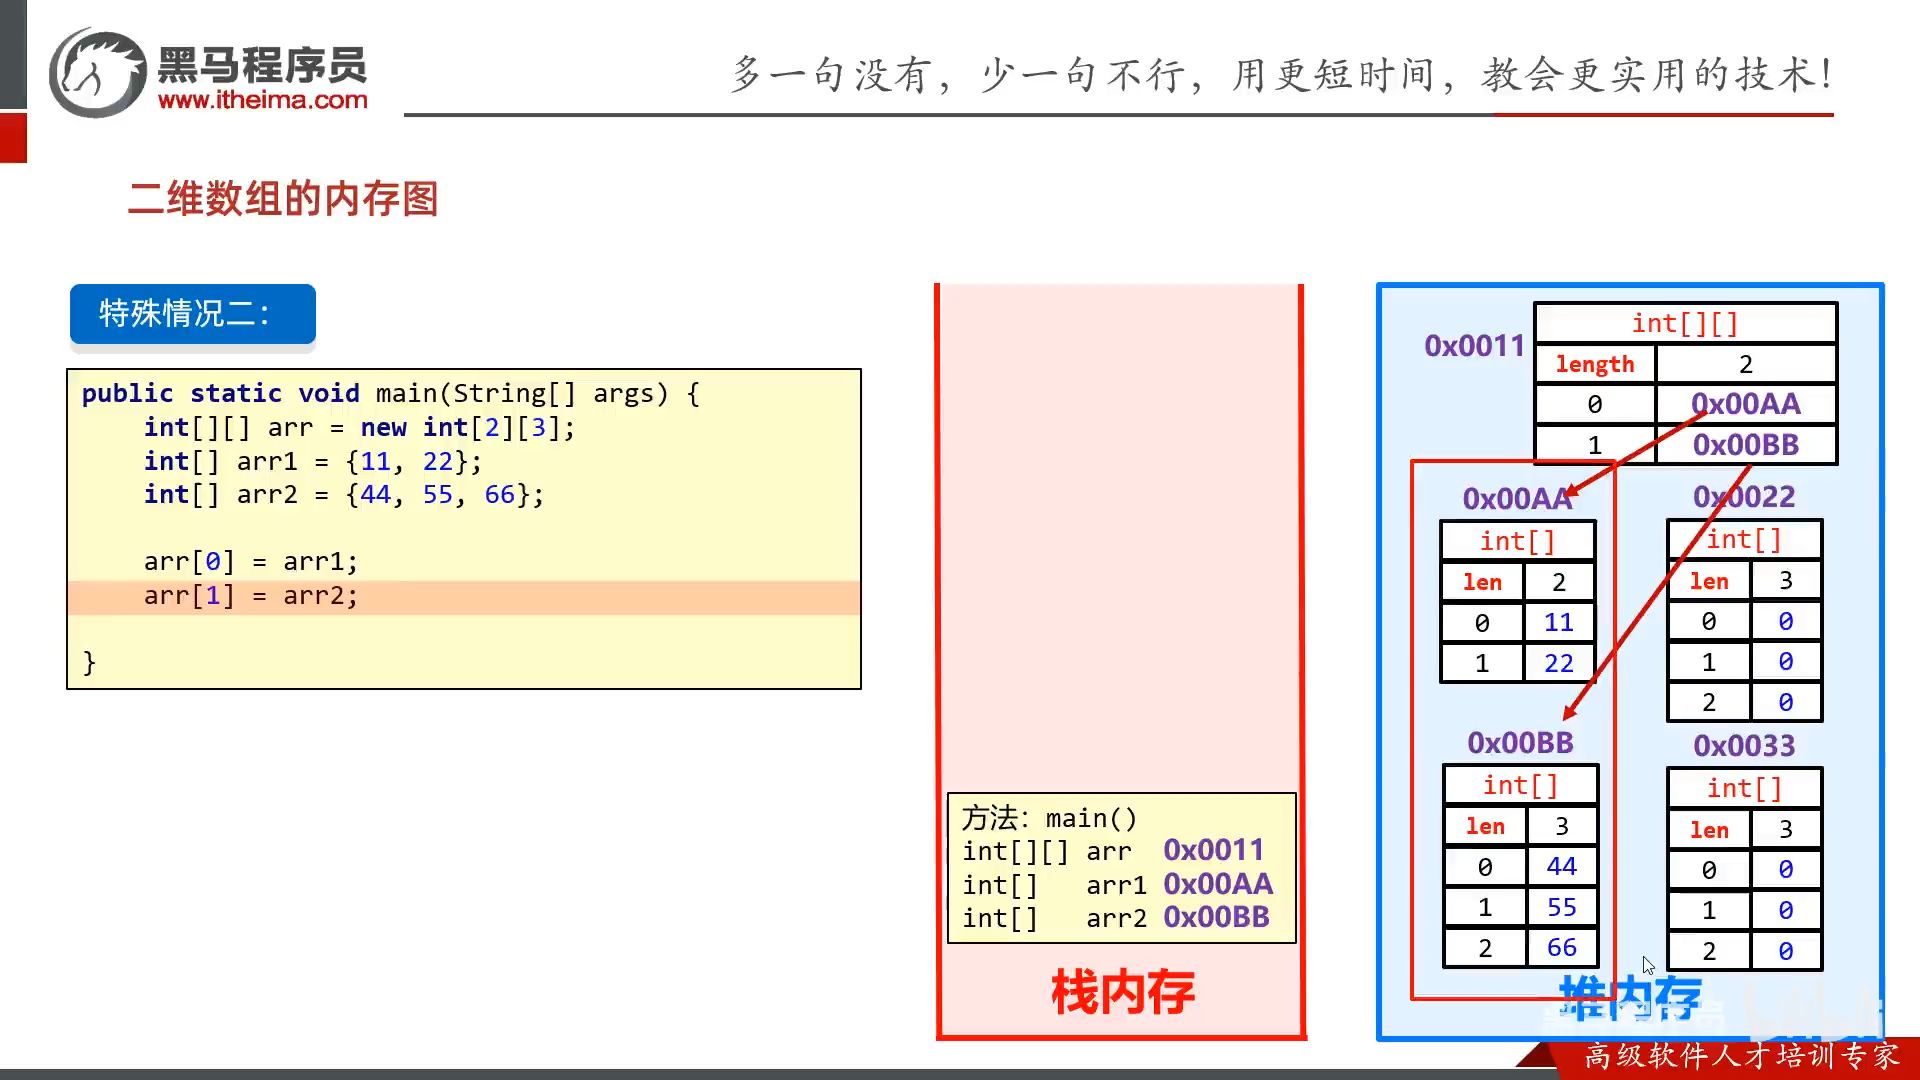 黑马程序员
www.itheima.com
多一句没有，少一句不行，用更短时间，教会更实用的技术！
二维数组的内存图
特殊情况二：
public static void main(String[] args) {
int[][] arr = new int[2][3];
int[] arr1 = {11, 22};
int[] arr2 = {44, 55, 66};
arr[0] = arr1;
arr[1] = arr2;
}
方法：main()
int[][] arr 0x0011
int[] arr1 0x00AA
int[] arr2 0x00BB
栈内存
0x0011
int[][]
length 2
0 0x00AA
1 0x00BB
0x00AA
int[]
len 2
0 11
1 22
0x0022
int[]
len 3
0 0
1 0
2 0
0x00BB
int[]
len 3
0 44
1 55
2 66
0x0033
int[]
len 3
0 0
1 0
2 0
堆内存
高级软件人才培训专家